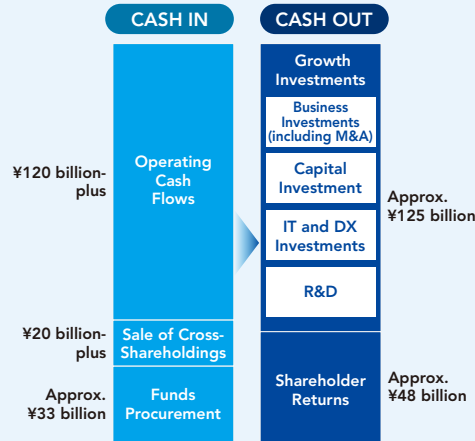 CASH IN
¥120 billion-
plus
Operating
Cash
Flows
¥20 billion-
plus
Sale of Cross-
Shareholdings
Approx.
¥33 billion
Funds
Procurement
CASH OUT
Growth
Investments
Business
Investments
(including M&A)
Capital
Investment
IT and DX
Investments
R&D
Approx.
¥125 billion
Shareholder
Returns
Approx.
¥48 billion